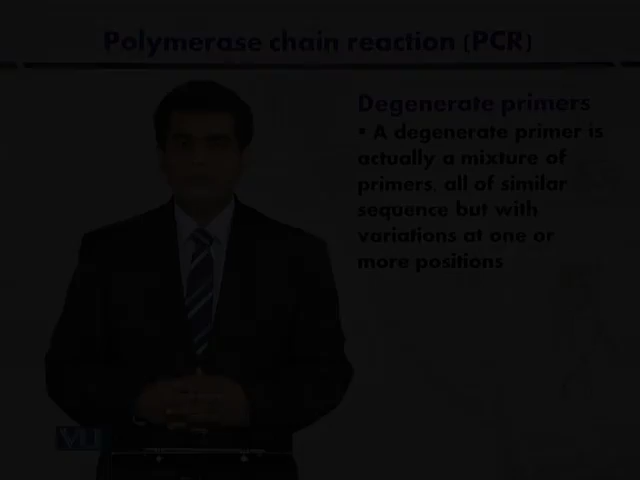 Polymerase chain reaction (PCR)
Degenerate primers
▪ A degenerate primer is
actually a mixture of
primers, all of similar
sequence but with
variations at one or
more positions
VU